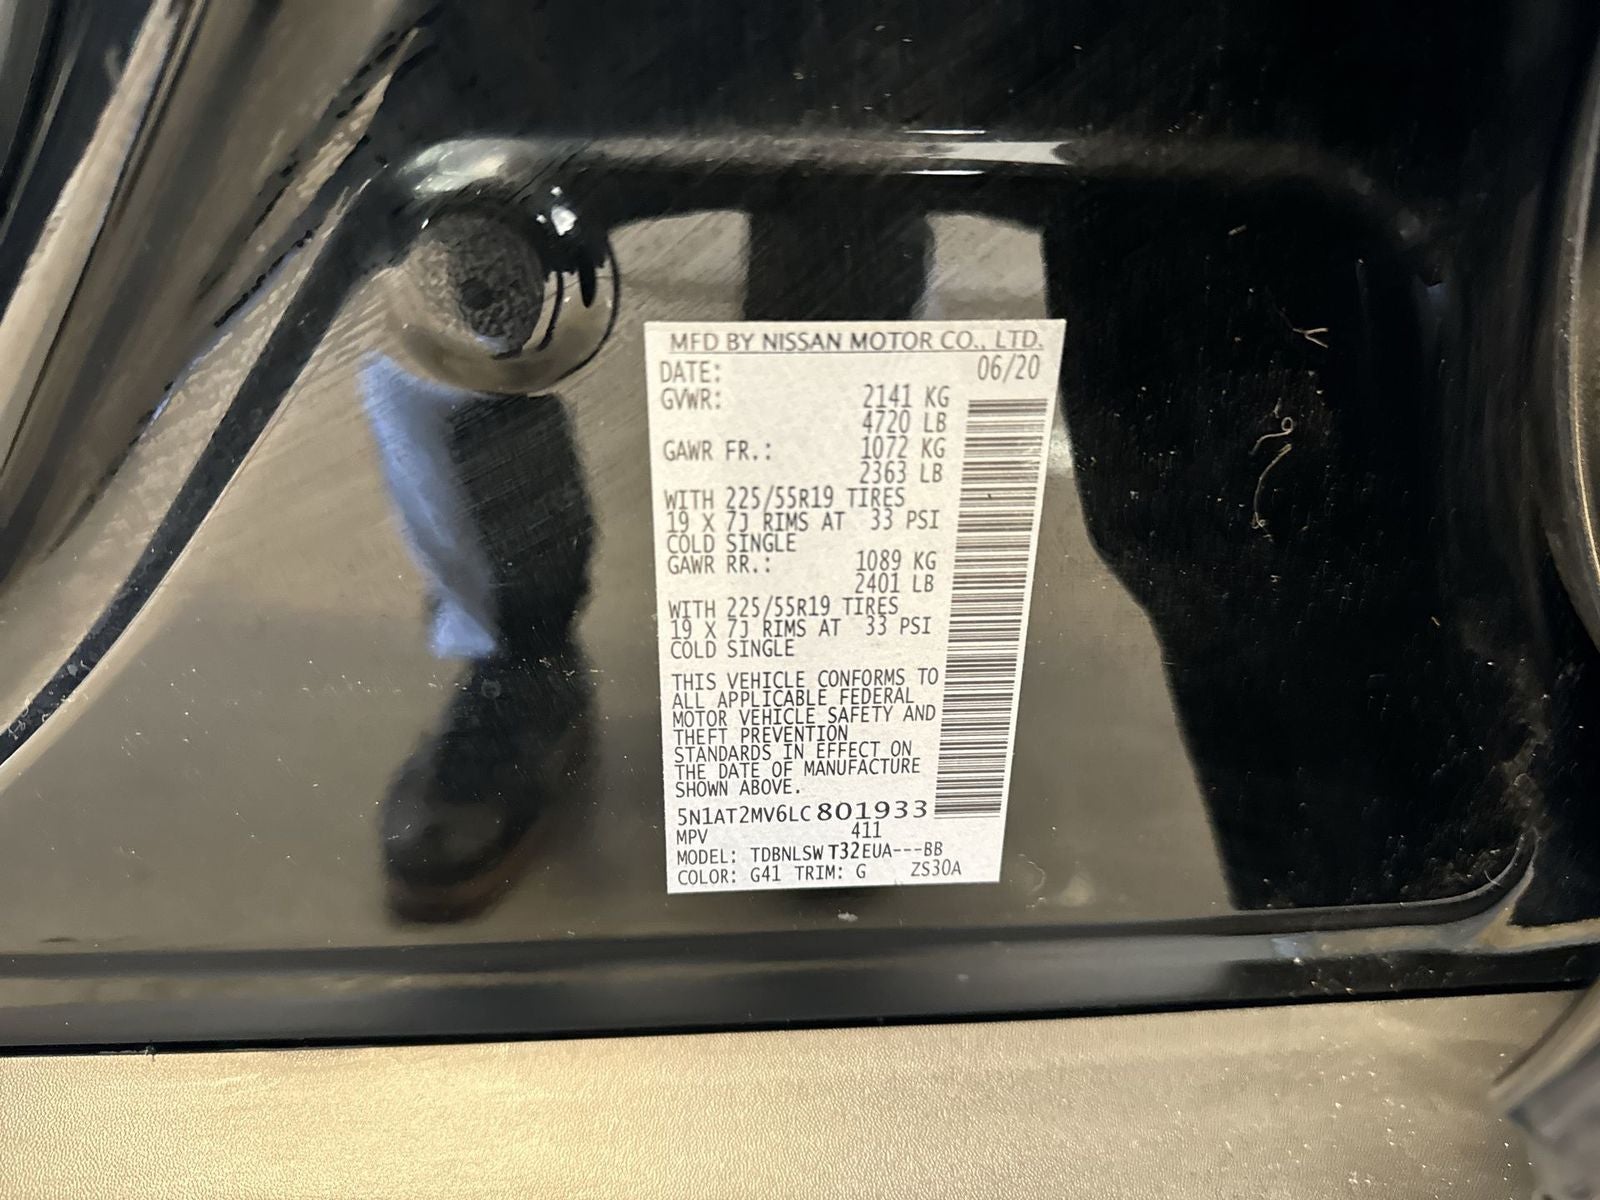 MFD BY NISSAN MOTOR CO., LTD.
DATE: 06/20
GVWR: 2141 KG
4720 LB
GAWR FR.: 1072 KG
2363 LB
WITH 225/55R19 TIRES
19 X 7J RIMS AT 33 PSI
COLD SINGLE
GAWR RR.: 1089 KG
2401 LB
WITH 225/55R19 TIRES
19 X 7J RIMS AT 33 PSI
COLD SINGLE
THIS VEHICLE CONFORMS TO
ALL APPLICABLE FEDERAL
MOTOR VEHICLE SAFETY AND
THEFT PREVENTION
STANDARDS IN EFFECT ON
THE DATE OF MANUFACTURE
SHOWN ABOVE.
5N1AT2MV6LC801933
MPV 411
MODEL: TDBNLSWT32EUA---BB
COLOR: G41 TRIM: G ZS30A